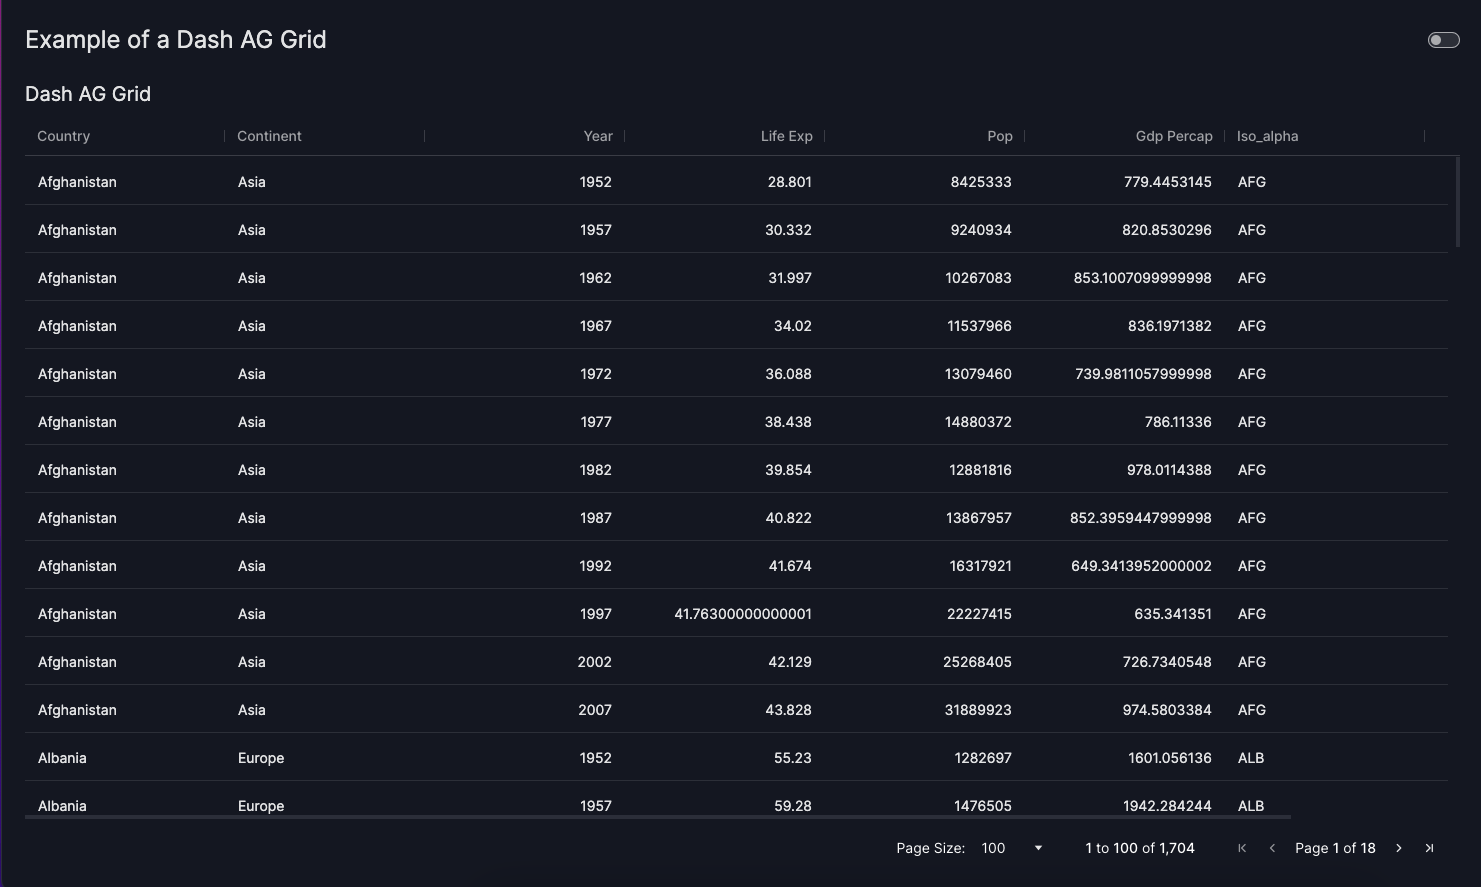 Example of a Dash AG Grid
Dash AG Grid
Country Continent Year Life Exp Pop Gdp Percap Iso_alpha
Afghanistan Asia 1952 28.801 8425333 779.4453145 AFG
Afghanistan Asia 1957 30.332 9240934 820.8530296 AFG
Afghanistan Asia 1962 31.997 10267083 853.1007099999998 AFG
Afghanistan Asia 1967 34.02 11537966 836.1971382 AFG
Afghanistan Asia 1972 36.088 13079460 739.9811057999998 AFG
Afghanistan Asia 1977 38.438 14880372 786.11336 AFG
Afghanistan Asia 1982 39.854 12881816 978.0114388 AFG
Afghanistan Asia 1987 40.822 13867957 852.3959447999998 AFG
Afghanistan Asia 1992 41.674 16317921 649.3413952000002 AFG
Afghanistan Asia 1997 41.76300000000001 22227415 635.341351 AFG
Afghanistan Asia 2002 42.129 25268405 726.7340548 AFG
Afghanistan Asia 2007 43.828 31889923 974.5803384 AFG
Albania Europe 1952 55.23 1282697 1601.056136 ALB
Albania Europe 1957 59.28 1476505 1942.284244 ALB
Page Size: 100 1 to 100 of 1,704 Page 1 of 18